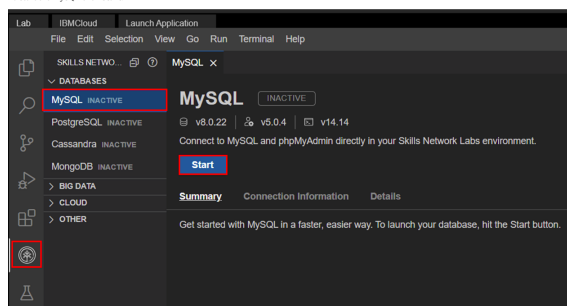 Lab IBMCloud Launch Application
File Edit Selection View Go Run Terminal Help
SKILLS NETWO...
MySQL ×
DATABASES
MySQL INACTIVE
PostgreSQL INACTIVE
Cassandra INACTIVE
MongoDB INACTIVE
BIG DATA
CLOUD
OTHER
MySQL INACTIVE
v8.0.22 v5.0.4 v14.14
Connect to MySQL and phpMyAdmin directly in your Skills Network Labs environment.
Start
Summary Connection Information Details
Get started with MySQL in a faster, easier way. To launch your database, hit the Start button.